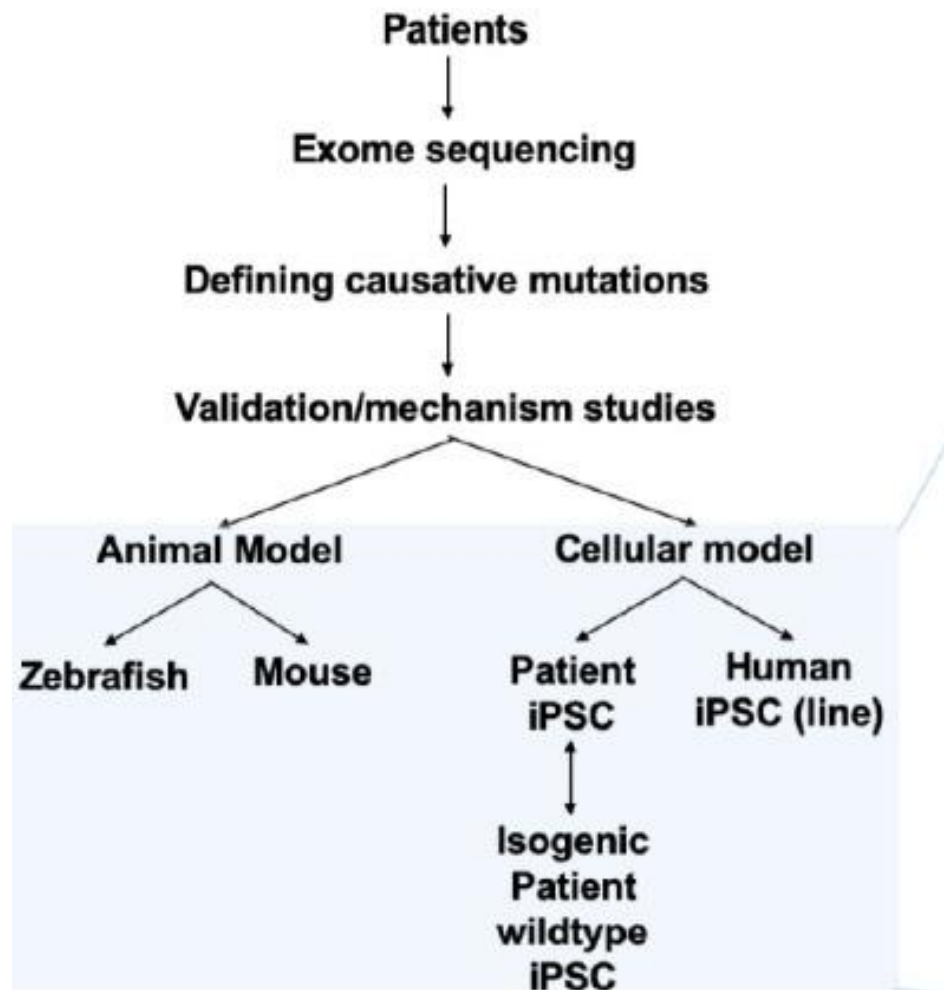 Patients
Exome sequencing
Defining causative mutations
Validation/mechanism studies
Animal Model
Cellular model
Zebrafish
Mouse
Patient
iPSC
Human
iPSC (line)
Isogenic
Patient
wildtype
iPSC